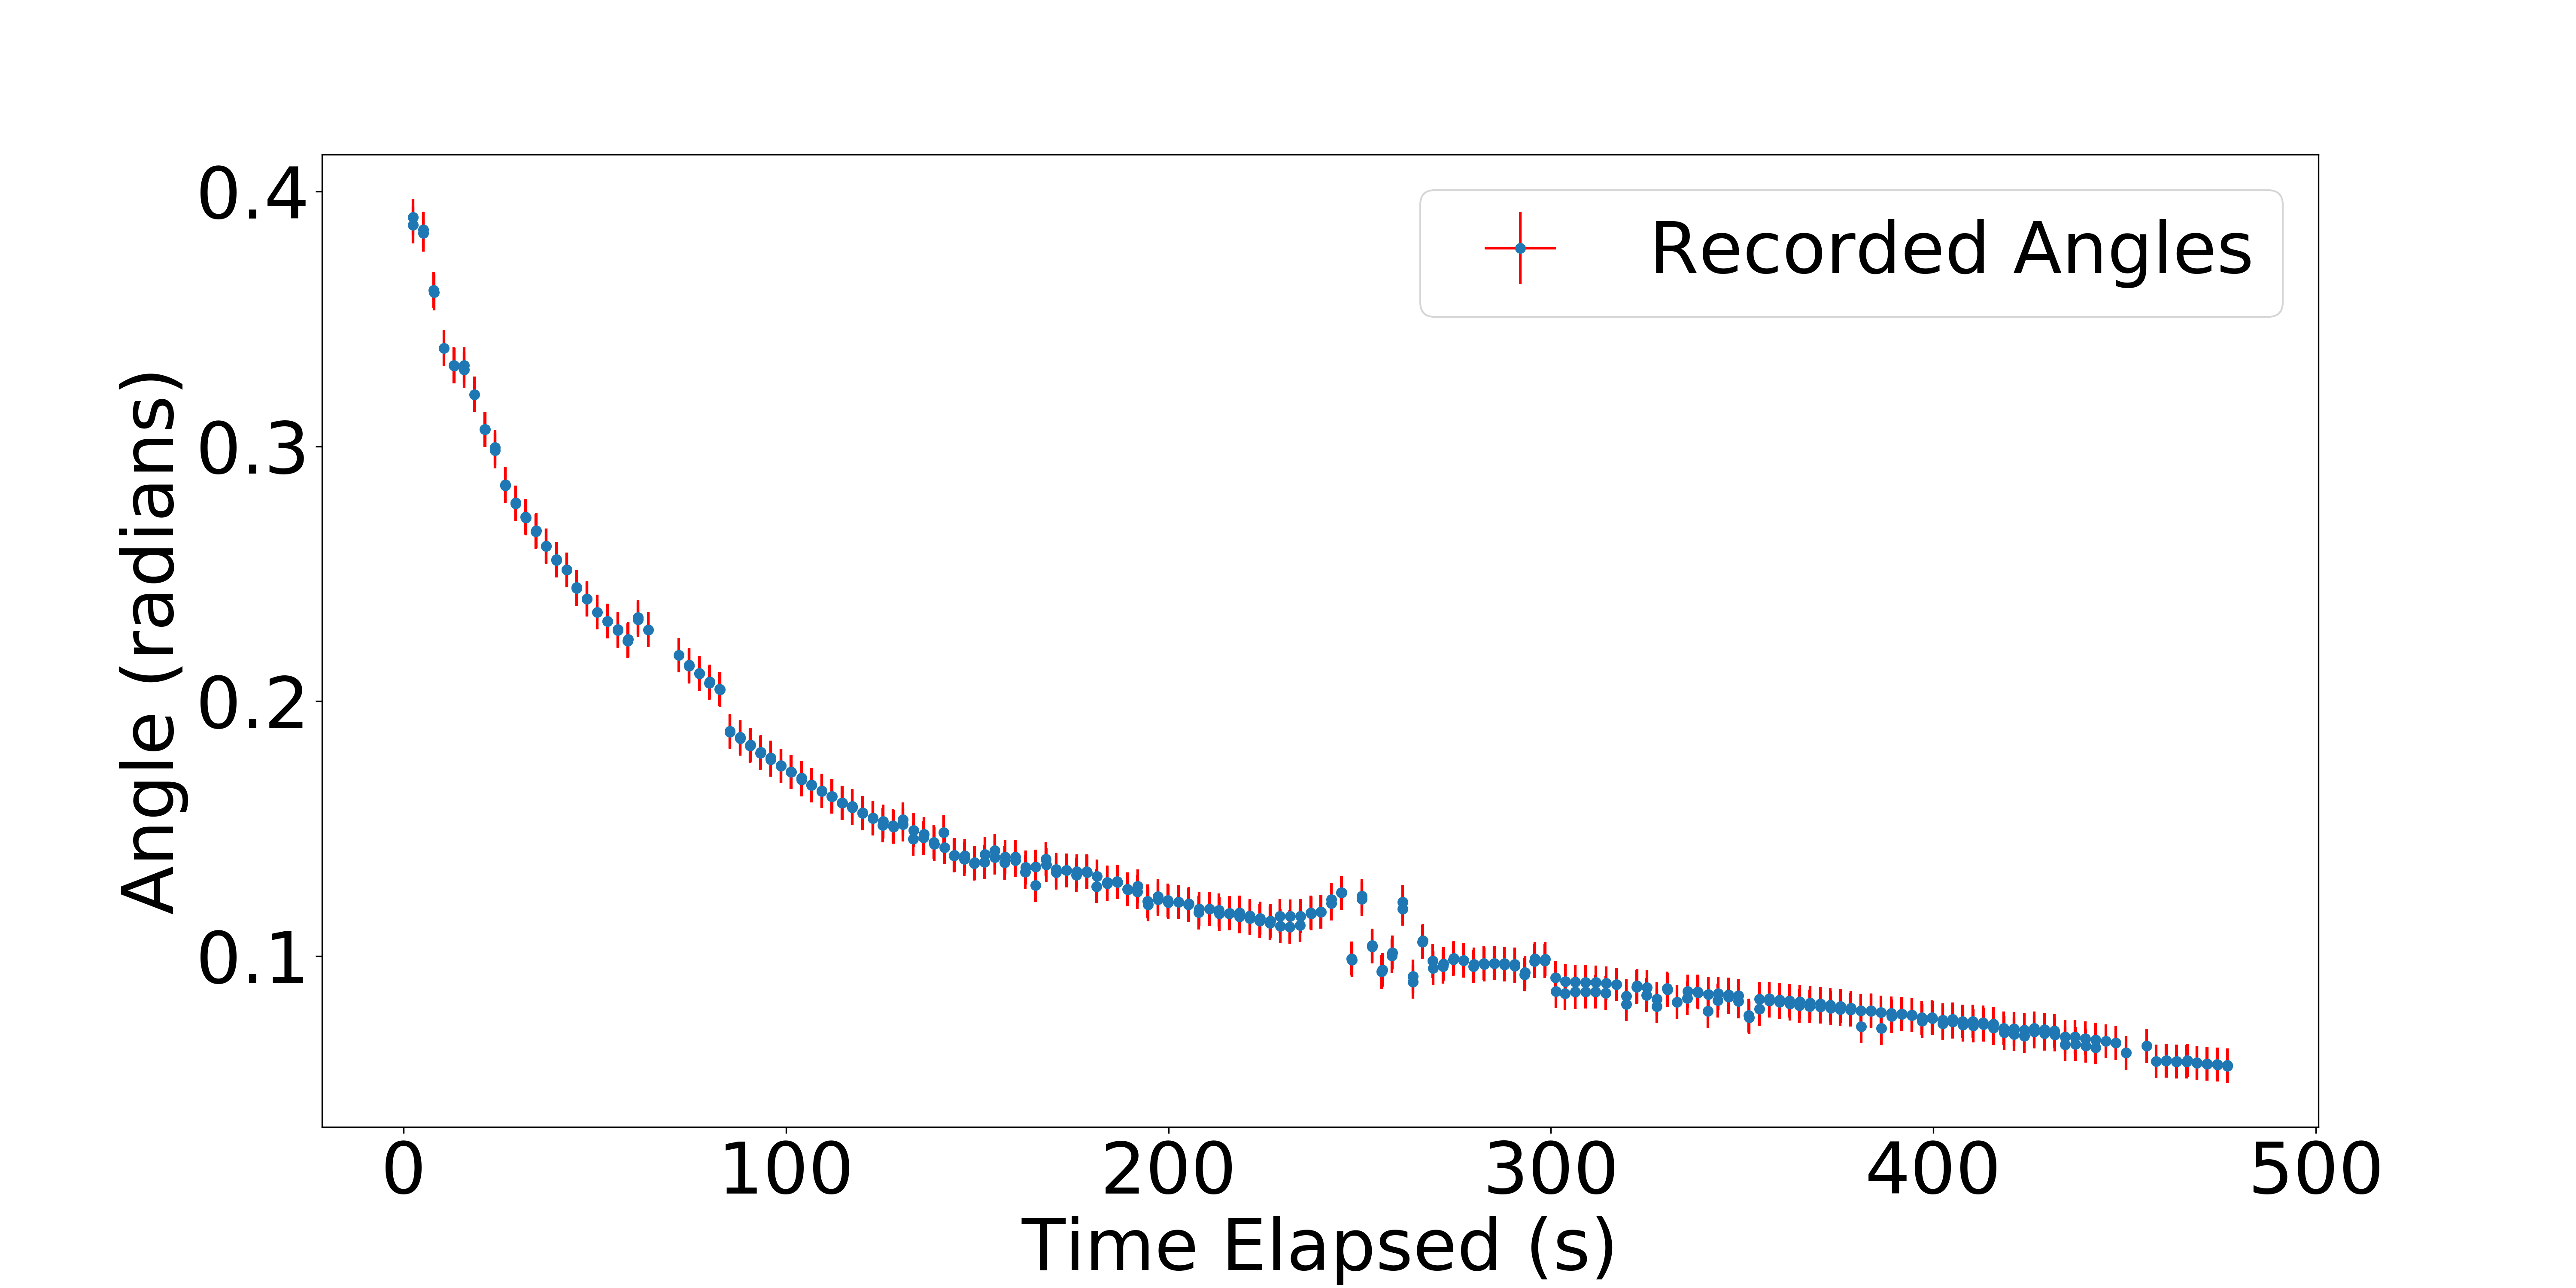 Recorded Angles
Angle (radians)
0.4
0.3
0.2
0.1
0 100 200 300 400 500
Time Elapsed (s)